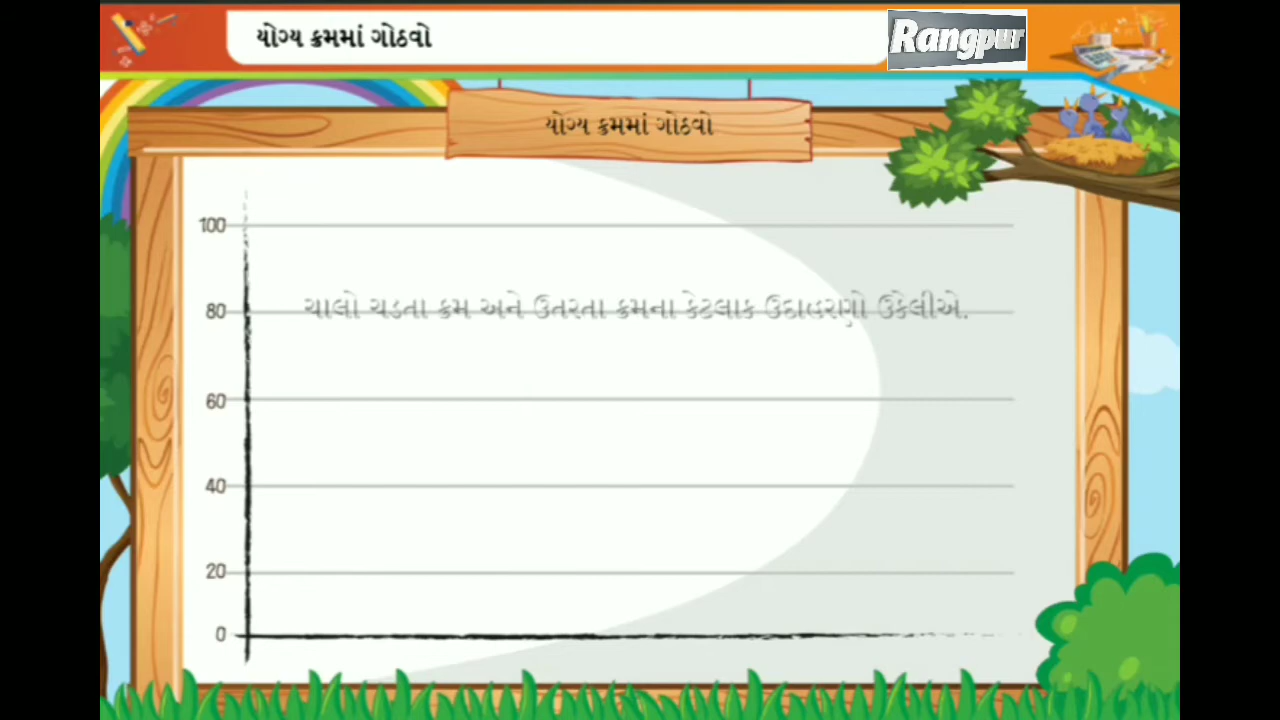 યોગ્ય ક્રમમાં ગોઠવો
Rangpur
યોગ્ય ક્રમમાં ગોઠવો
100
ચાલો ચડતા ક્રમ અને ઉતરતા ક્રમના કેટલાક ઉદાહરણો ઉકેલીએ.
80
60
40
20
0